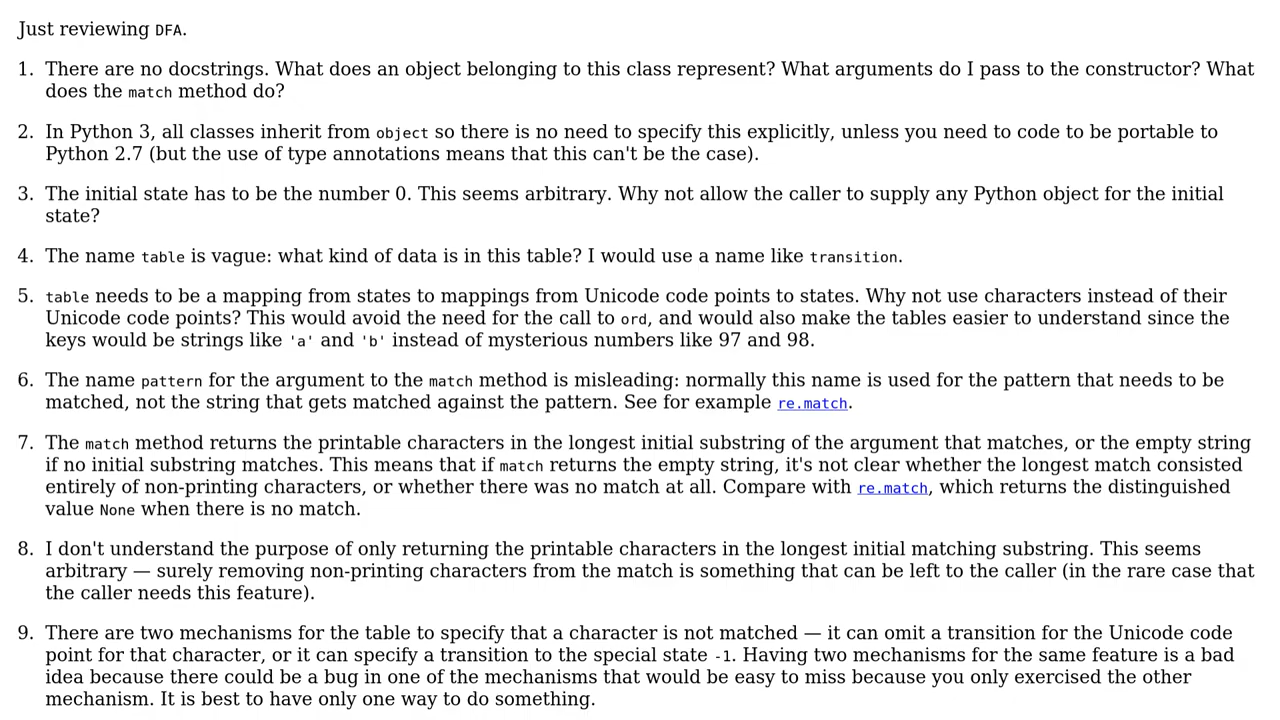 Just reviewing DFA.
1. There are no docstrings. What does an object belonging to this class represent? What arguments do I pass to the constructor? What
does the match method do?
2. In Python 3, all classes inherit from object so there is no need to specify this explicitly, unless you need to code to be portable to
Python 2.7 (but the use of type annotations means that this can't be the case).
3. The initial state has to be the number 0. This seems arbitrary. Why not allow the caller to supply any Python object for the initial
state?
4. The name table is vague: what kind of data is in this table? I would use a name like transition.
5. table needs to be a mapping from states to mappings from Unicode code points to states. Why not use characters instead of their
Unicode code points? This would avoid the need for the call to ord, and would also make the tables easier to understand since the
keys would be strings like 'a' and 'b' instead of mysterious numbers like 97 and 98.
6. The name pattern for the argument to the match method is misleading: normally this name is used for the pattern that needs to be
matched, not the string that gets matched against the pattern. See for example re.match.
7. The match method returns the printable characters in the longest initial substring of the argument that matches, or the empty string
if no initial substring matches. This means that if match returns the empty string, it's not clear whether the longest match consisted
entirely of non-printing characters, or whether there was no match at all. Compare with re.match, which returns the distinguished
value None when there is no match.
8. I don't understand the purpose of only returning the printable characters in the longest initial matching substring. This seems
arbitrary — surely removing non-printing characters from the match is something that can be left to the caller (in the rare case that
the caller needs this feature).
9. There are two mechanisms for the table to specify that a character is not matched — it can omit a transition for the Unicode code
point for that character, or it can specify a transition to the special state -1. Having two mechanisms for the same feature is a bad
idea because there could be a bug in one of the mechanisms that would be easy to miss because you only exercised the other
mechanism. It is best to have only one way to do something.